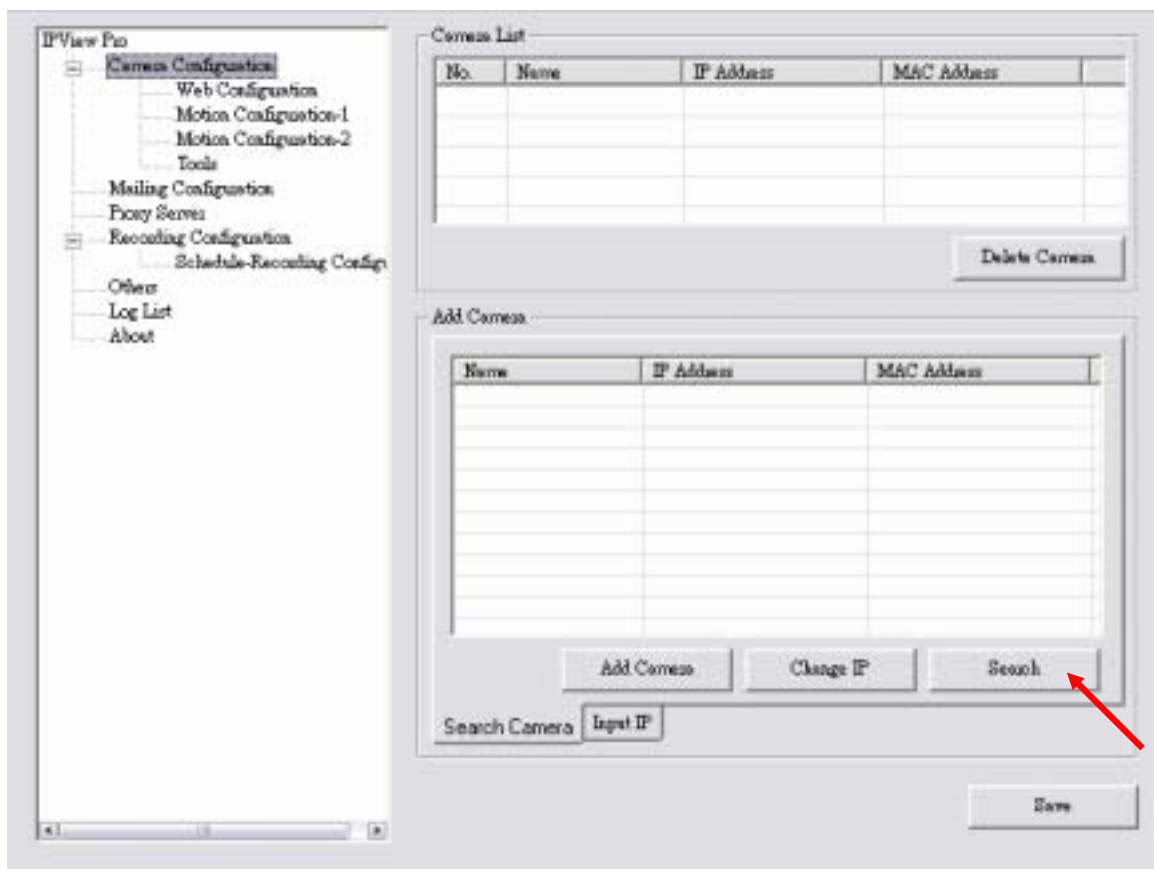 IPView Pro
Camera Configuration
Web Configuration
Motion Configuration-1
Motion Configuration-2
Tools
Mailing Configuration
Proxy Server
Recording Configuration
Schedule-Recording Configu
Others
Log List
About
Camera List
No. Name IP Address MAC Address
Delete Camera
Add Camera
Name IP Address MAC Address
Add Camera Change IP Search
Search Camera Input IP
Save